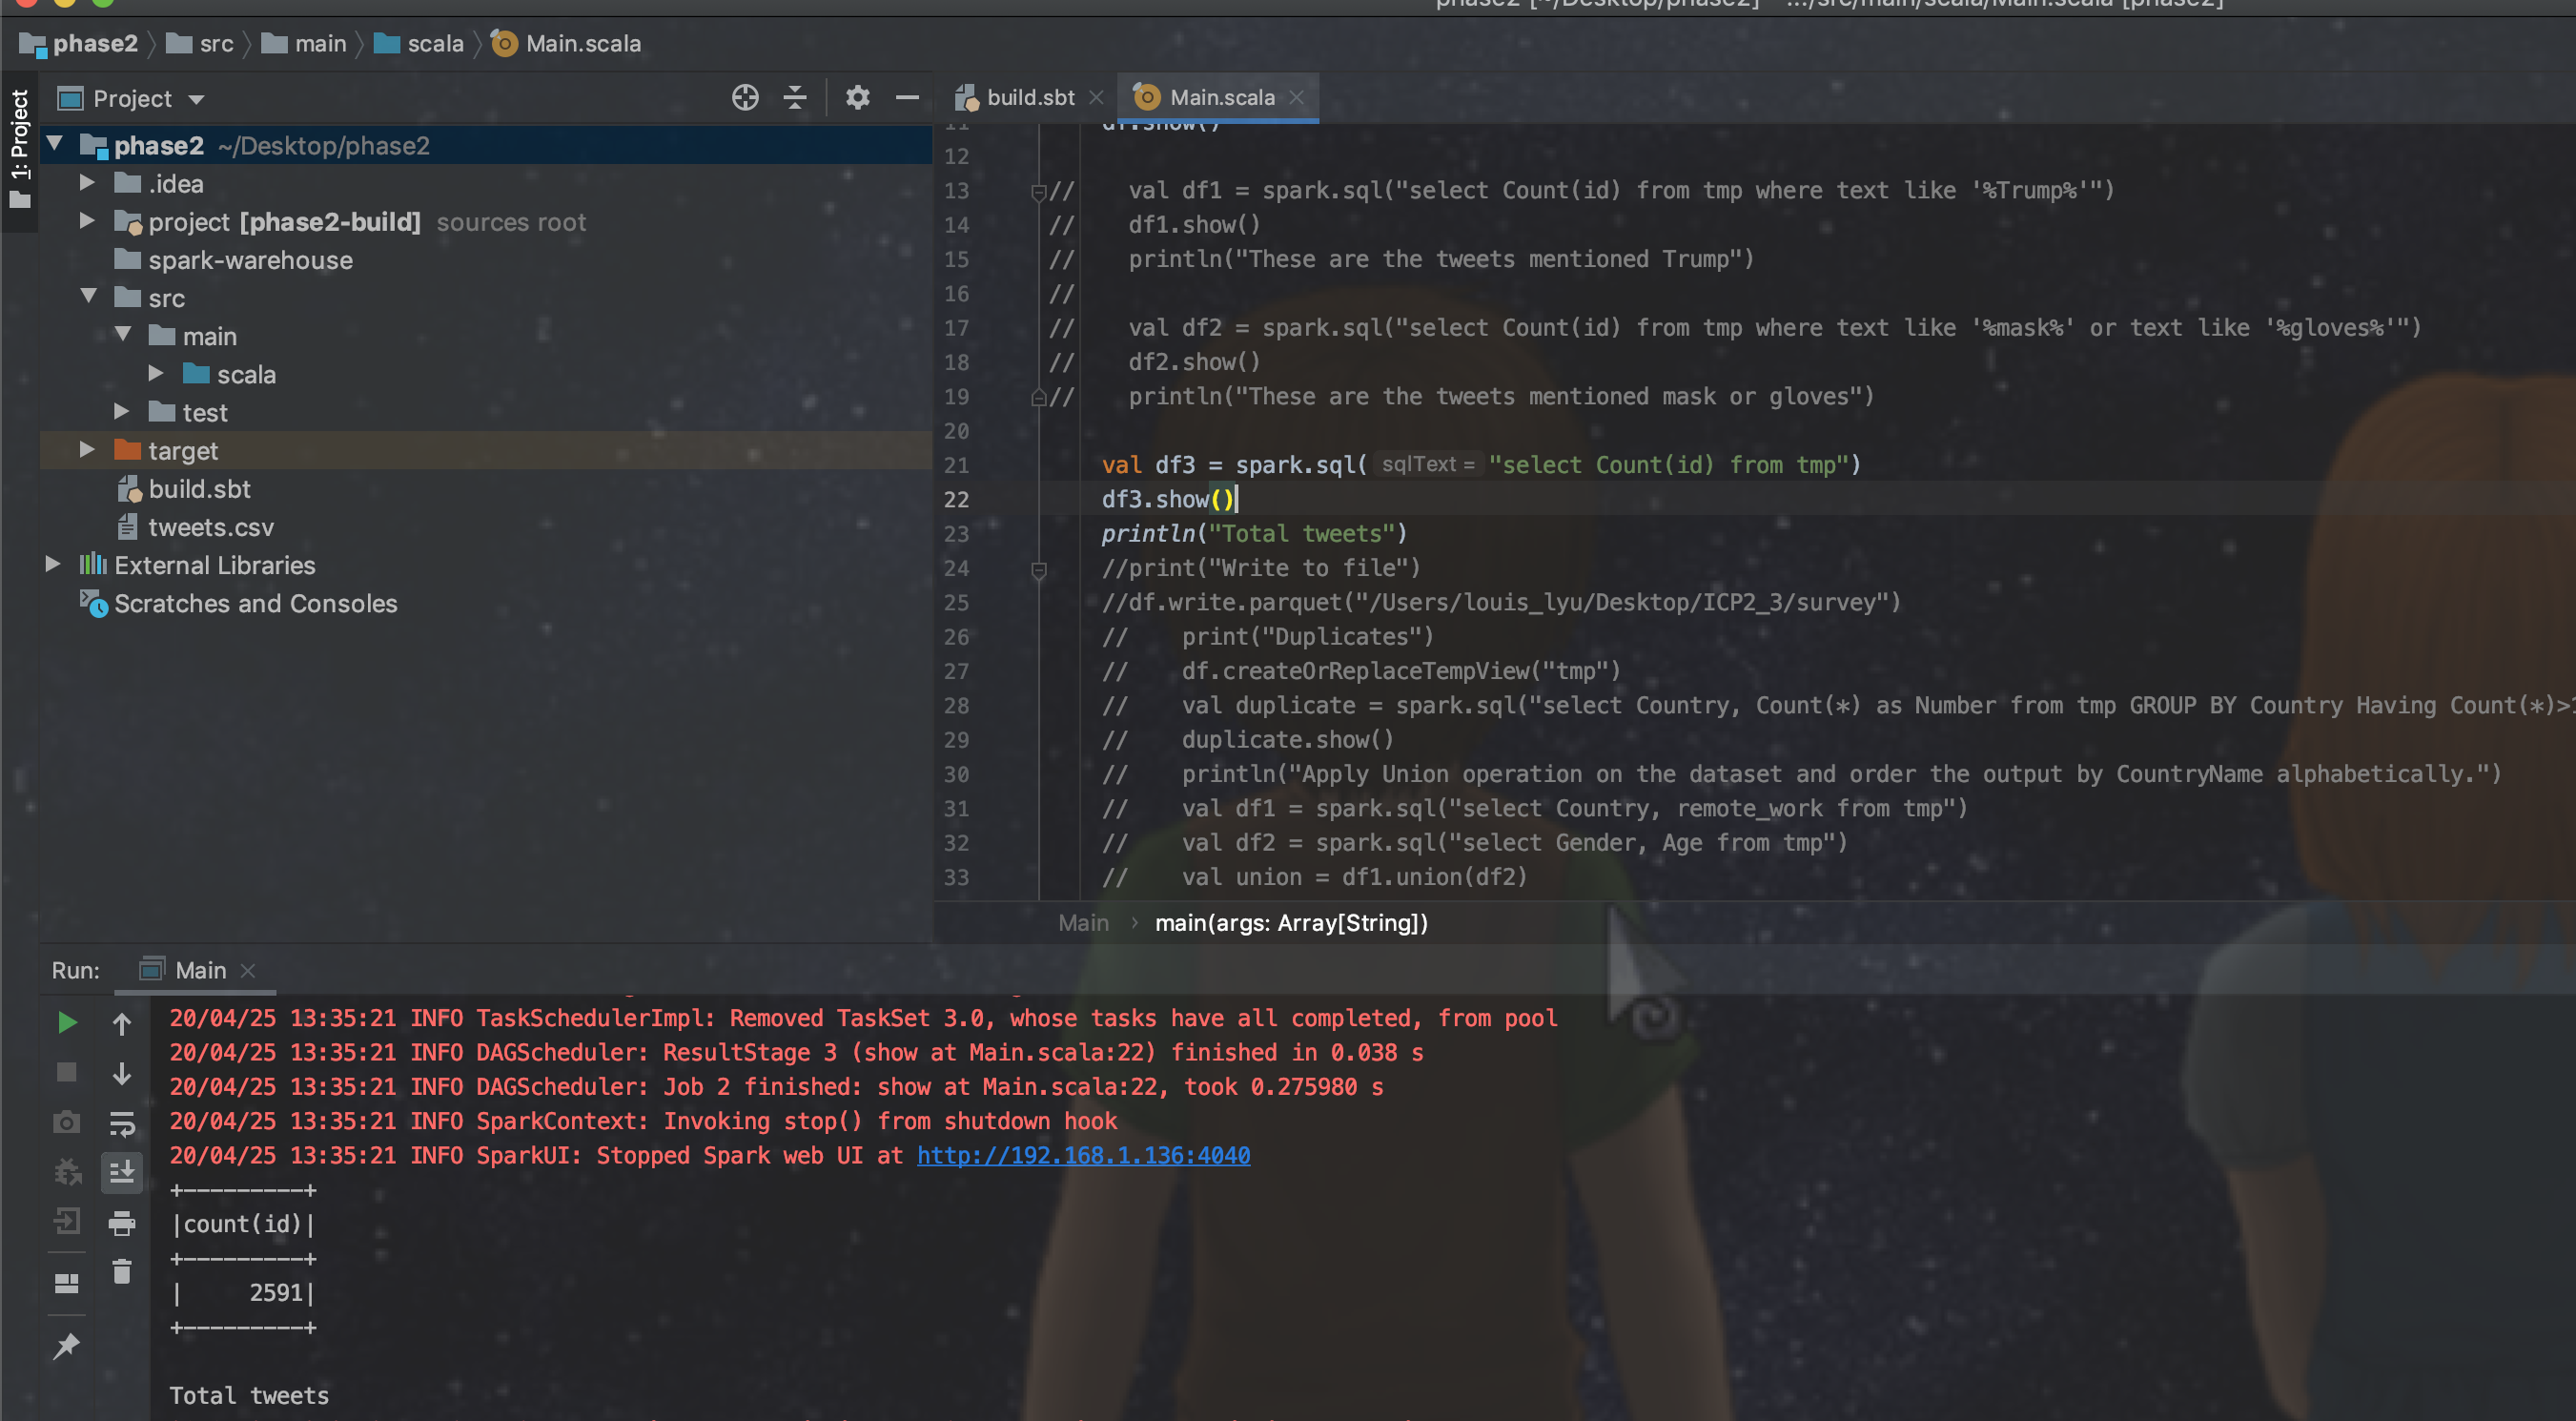 phase2 [~/Desktop/phase2] - .../src/main/scala/Main.scala [phase2]
phase2 src main scala Main.scala
1: Project
Project
phase2 ~/Desktop/phase2
.idea
project [phase2-build] sources root
spark-warehouse
src
main
scala
test
target
build.sbt
tweets.csv
External Libraries
Scratches and Consoles
build.sbt Main.scala
11 df.show()
12
13 // val df1 = spark.sql("select Count(id) from tmp where text like '%Trump%'")
14 // df1.show()
15 // println("These are the tweets mentioned Trump")
16 //
17 // val df2 = spark.sql("select Count(id) from tmp where text like '%mask%' or text like '%gloves%'")
18 // df2.show()
19 // println("These are the tweets mentioned mask or gloves")
20
21 val df3 = spark.sql( sqlText = "select Count(id) from tmp")
22 df3.show()
23 println("Total tweets")
24 //print("Write to file")
25 //df.write.parquet("/Users/louis_lyu/Desktop/ICP2_3/survey")
26 // print("Duplicates")
27 // df.createOrReplaceTempView("tmp")
28 // val duplicate = spark.sql("select Country, Count(*) as Number from tmp GROUP BY Country Having Count(*)>1
29 // duplicate.show()
30 // println("Apply Union operation on the dataset and order the output by CountryName alphabetically.")
31 // val df1 = spark.sql("select Country, remote_work from tmp")
32 // val df2 = spark.sql("select Gender, Age from tmp")
33 // val union = df1.union(df2)
Main › main(args: Array[String])
Run: Main
20/04/25 13:35:21 INFO TaskSchedulerImpl: Removed TaskSet 3.0, whose tasks have all completed, from pool
20/04/25 13:35:21 INFO DAGScheduler: ResultStage 3 (show at Main.scala:22) finished in 0.038 s
20/04/25 13:35:21 INFO DAGScheduler: Job 2 finished: show at Main.scala:22, took 0.275980 s
20/04/25 13:35:21 INFO SparkContext: Invoking stop() from shutdown hook
20/04/25 13:35:21 INFO SparkUI: Stopped Spark web UI at http://192.168.1.136:4040
+---------+
|count(id)|
+---------+
|     2591|
+---------+
Total tweets